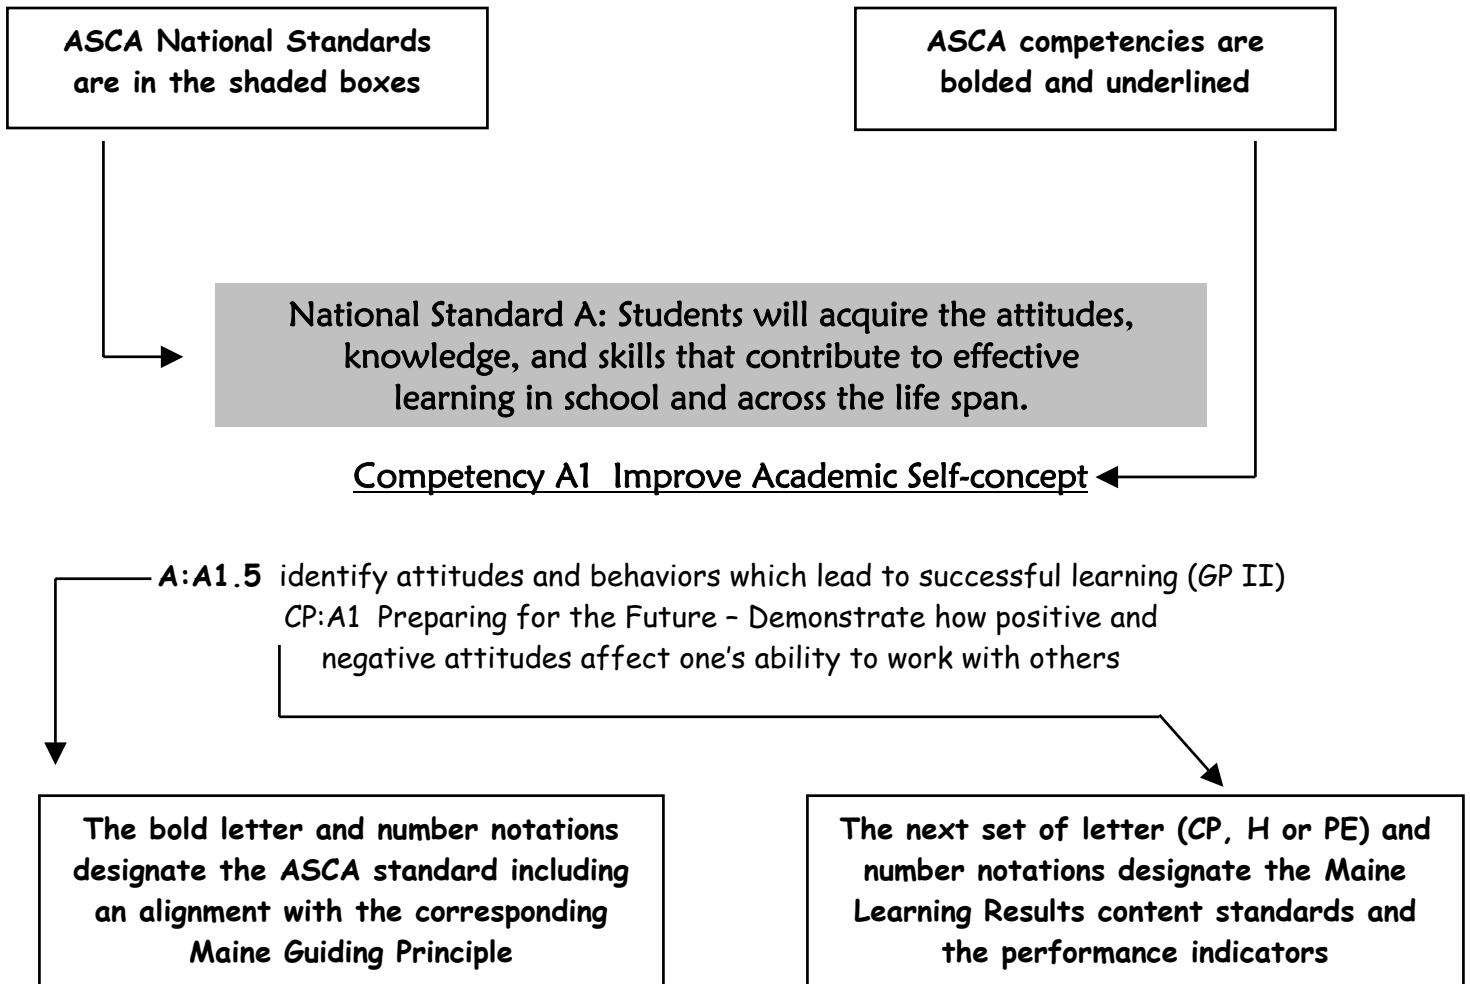 ASCA National Standards
are in the shaded boxes
ASCA competencies are
bolded and underlined
National Standard A: Students will acquire the attitudes,
knowledge, and skills that contribute to effective
learning in school and across the life span.
Competency A1 Improve Academic Self-concept
A:A1.5 identify attitudes and behaviors which lead to successful learning (GP II)
CP:A1 Preparing for the Future – Demonstrate how positive and
negative attitudes affect one's ability to work with others
The bold letter and number notations
designate the ASCA standard including
an alignment with the corresponding
Maine Guiding Principle
The next set of letter (CP, H or PE) and
number notations designate the Maine
Learning Results content standards and
the performance indicators